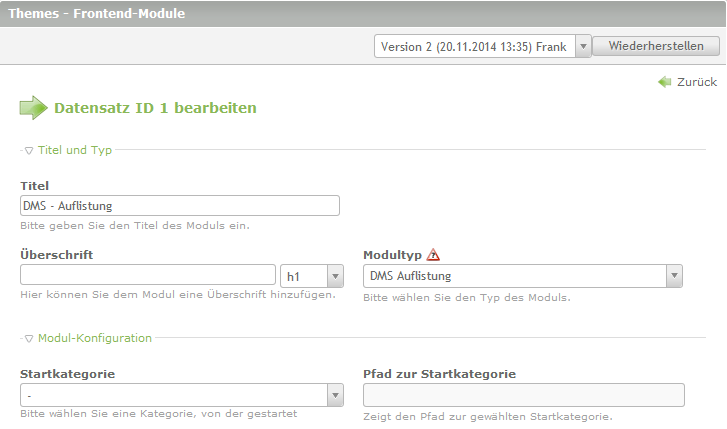 Themes - Frontend-Module
Version 2 (20.11.2014 13:35) Frank
Wiederherstellen
Zurück
Datensatz ID 1 bearbeiten
Titel und Typ
Titel
DMS - Auflistung
Bitte geben Sie den Titel des Moduls ein.
Überschrift
Modultyp
h1
DMS Auflistung
Hier können Sie dem Modul eine Überschrift hinzufügen.
Bitte wählen Sie den Typ des Moduls.
Modul-Konfiguration
Startkategorie
Pfad zur Startkategorie
-
Bitte wählen Sie eine Kategorie, von der gestartet
Zeigt den Pfad zur gewählten Startkategorie.